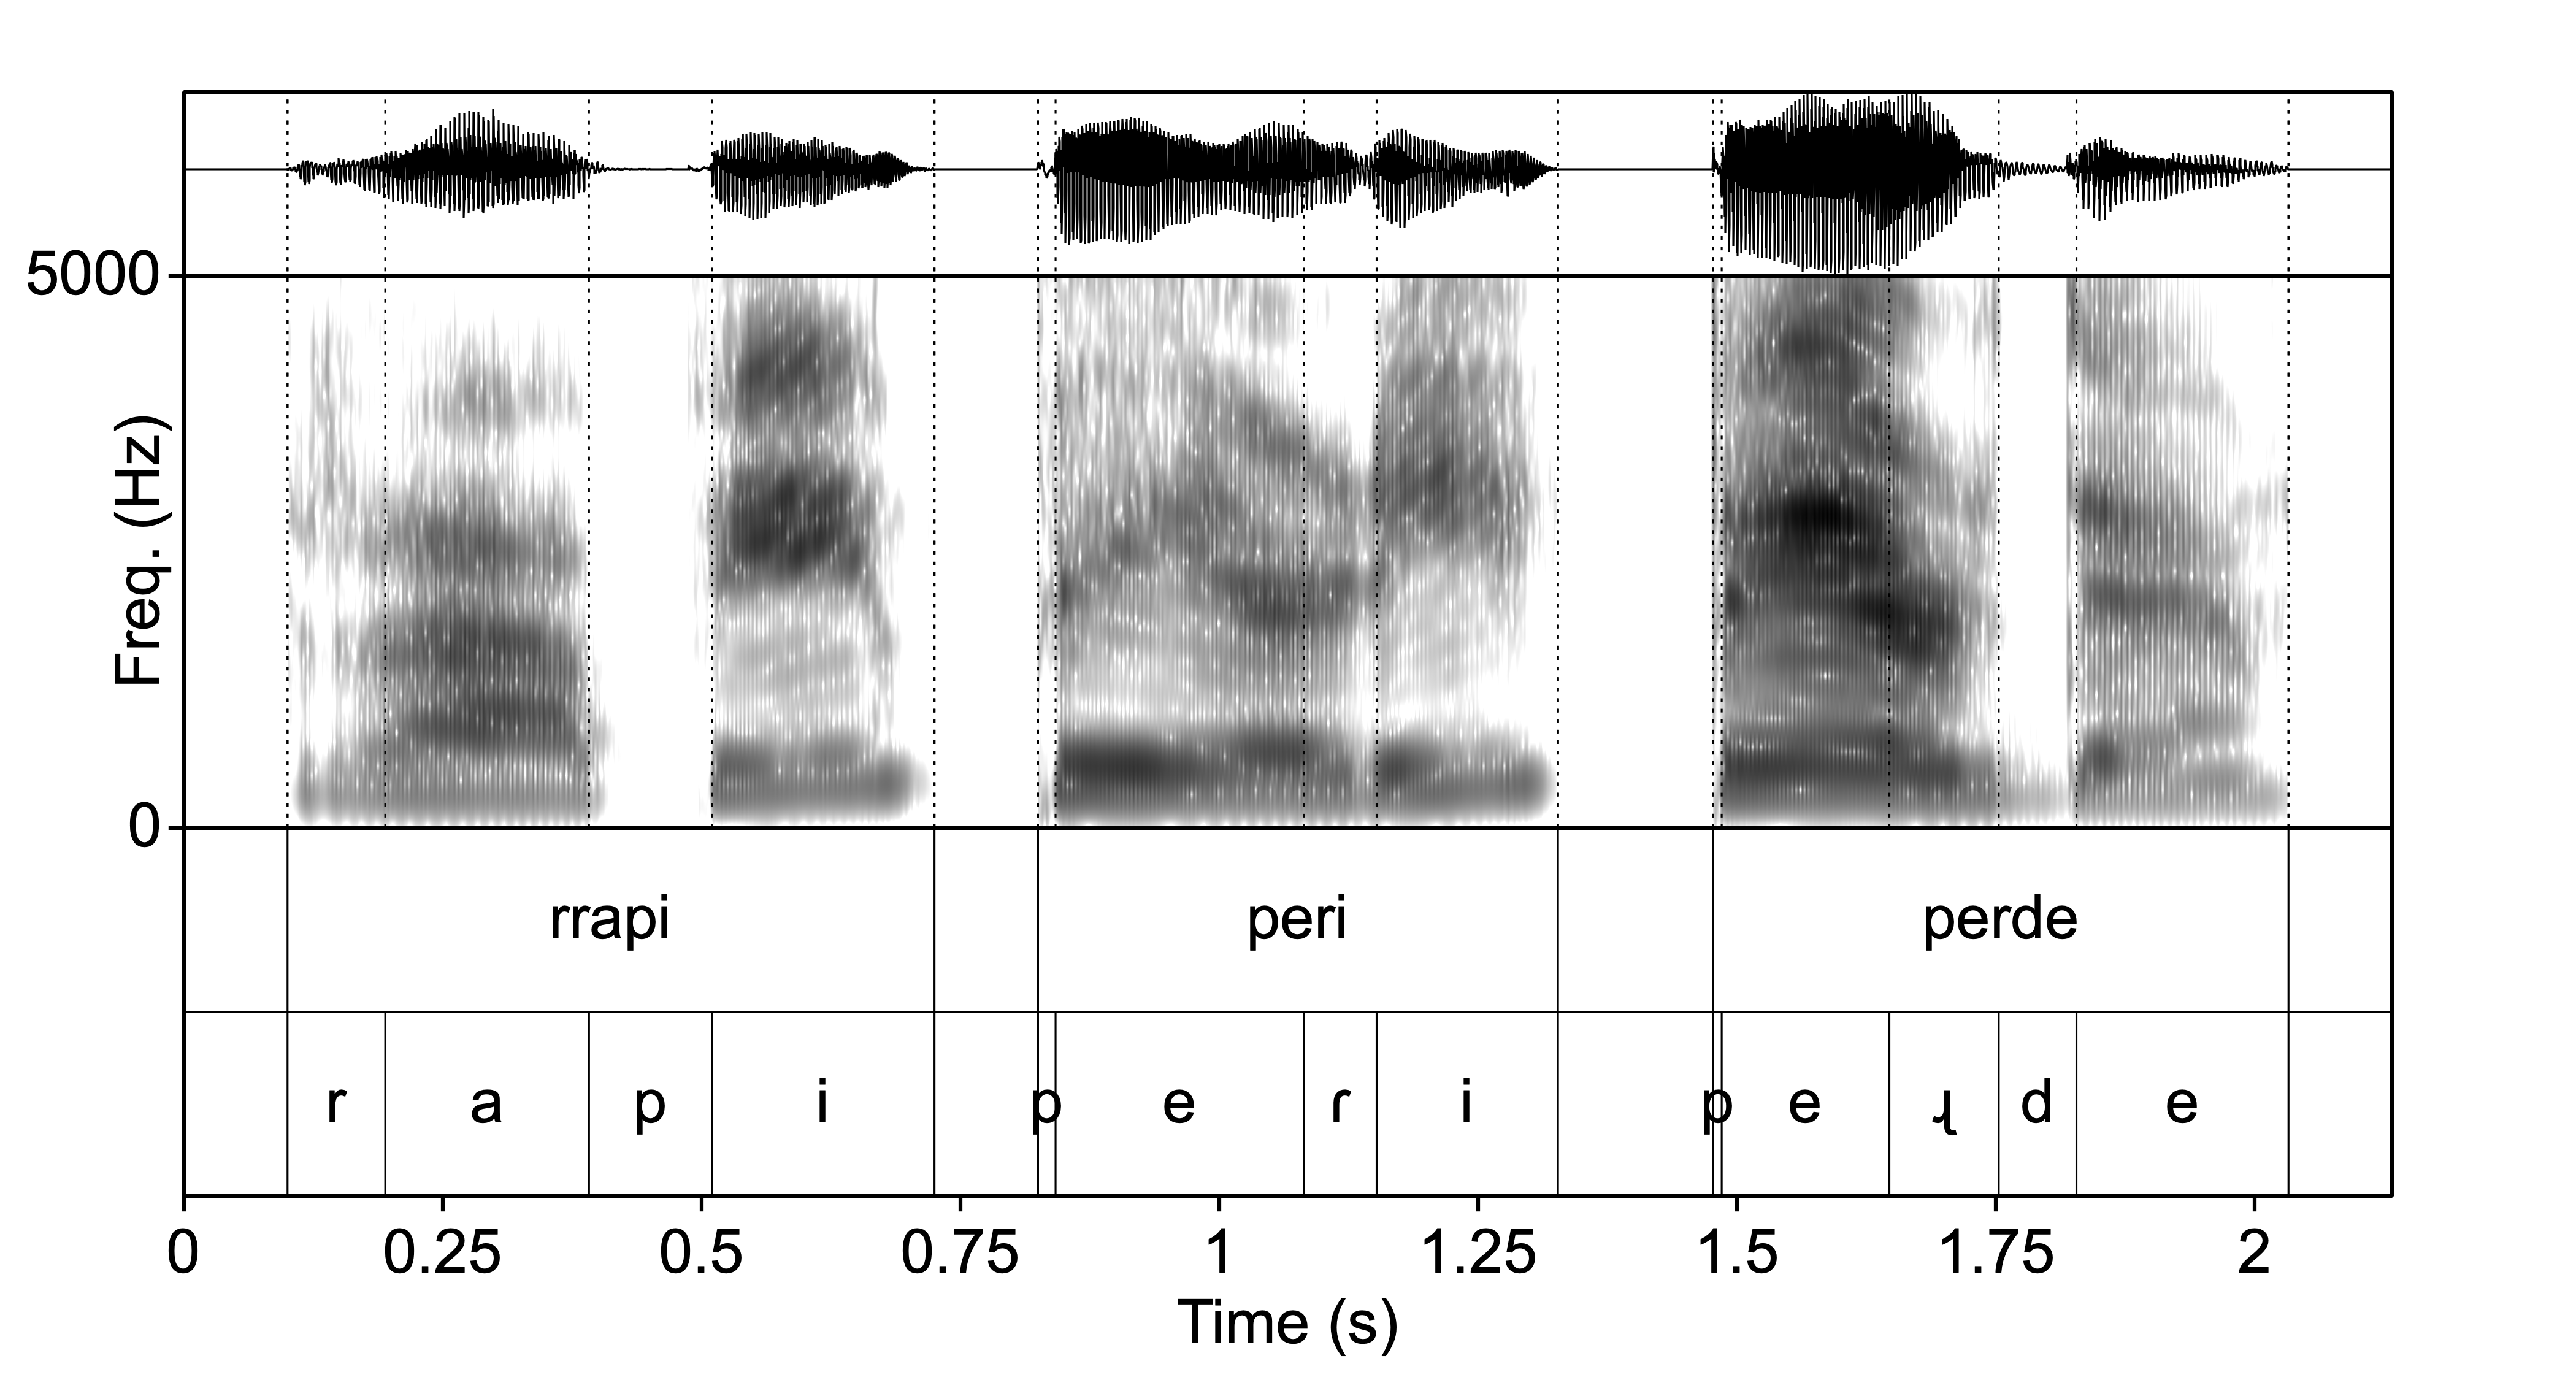 5000
Freq. (Hz)
0
rrapi peri perde
r a p i p e ɾ i p e ɻ d e
0 0.25 0.5 0.75 1 1.25 1.5 1.75 2
Time (s)